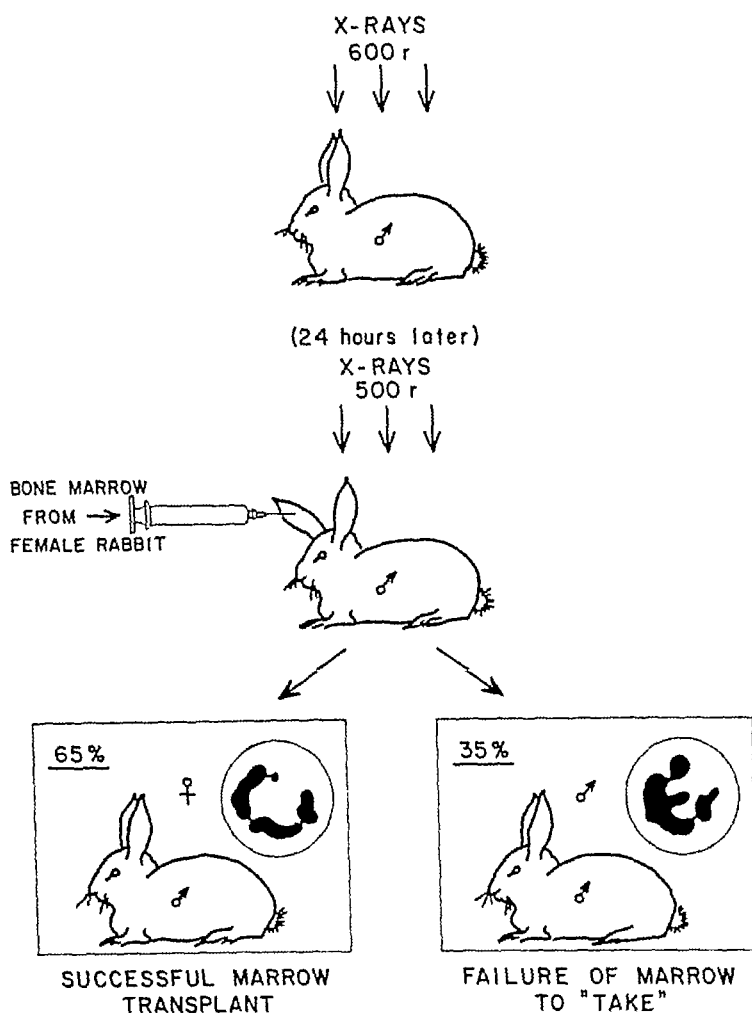 X-RAYS
600 r
(24 hours later)
X-RAYS
500 r
BONE MARROW
FROM →
FEMALE RABBIT
65%
♀
♂
SUCCESSFUL MARROW
TRANSPLANT
35%
♂
♂
FAILURE OF MARROW
TO "TAKE"